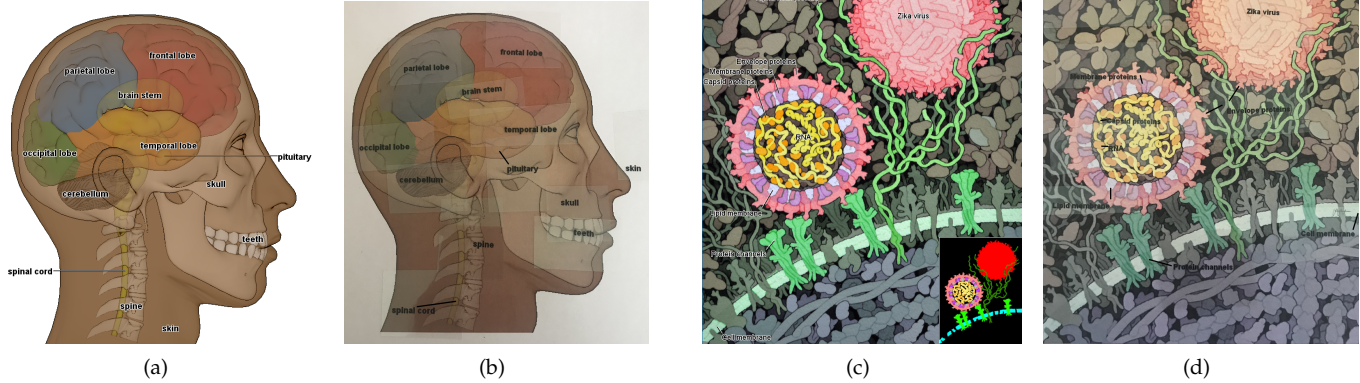 frontal lobe
parietal lobe
brain stem
temporal lobe
occipital lobe
pituitary
cerebellum
skull
teeth
spinal cord
spine
skin
(a)
frontal lobe
parietal lobe
brain stem
temporal lobe
occipital lobe
pituitary
skin
cerebellum
skull
teeth
spine
spinal cord
(b)
Zika virus
Envelope proteins
Membrane proteins
Capsid proteins
RNA
Lipid membrane
Protein channels
Cell membrane
(c)
Zika virus
Membrane proteins
Envelope proteins
Capsid proteins
RNA
Lipid membrane
Cell membrane
Protein channels
(d)